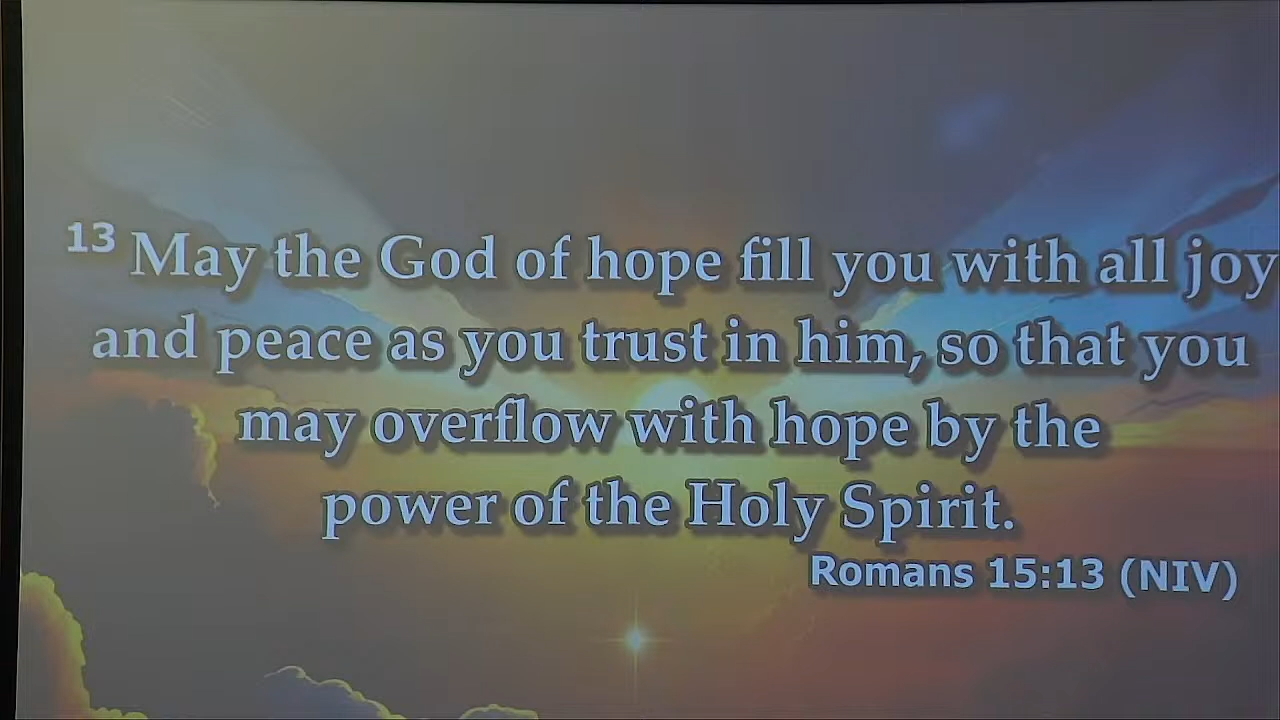 13 May the God of hope fill you with all joy
and peace as you trust in him, so that you
may overflow with hope by the
power of the Holy Spirit.
Romans 15:13 (NIV)